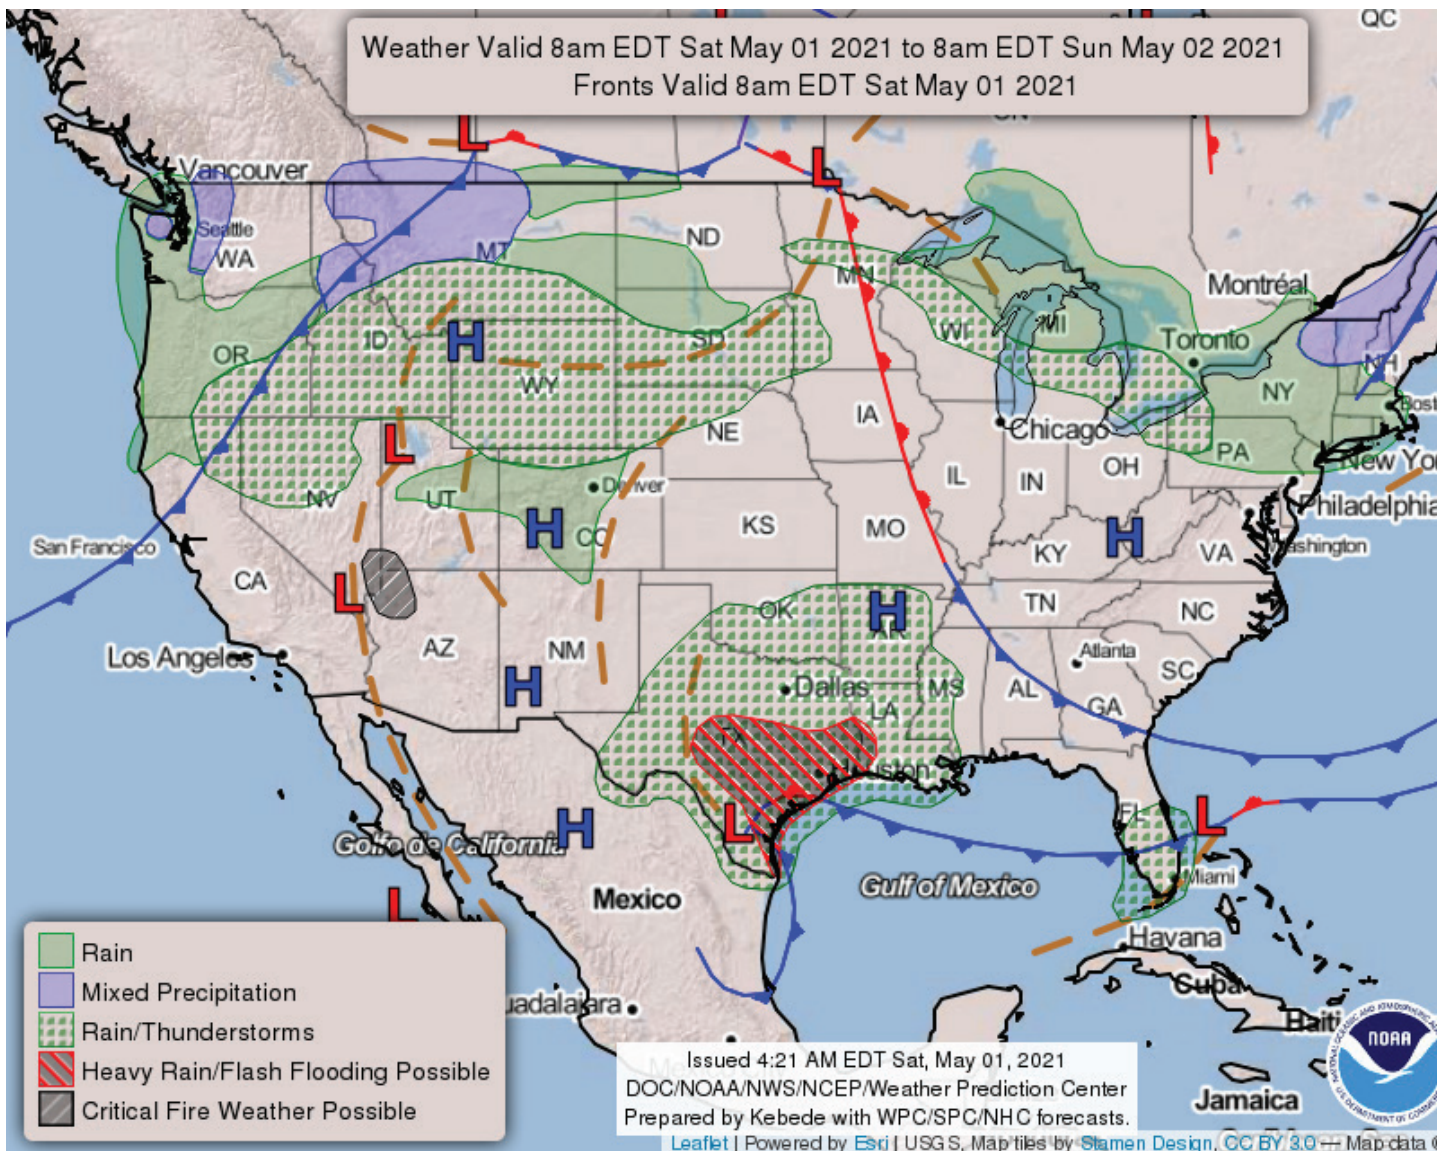 QC
Weather Valid 8am EDT Sat May 01 2021 to 8am EDT Sun May 02 2021
Fronts Valid 8am EDT Sat May 01 2021
L
L
Vancouver
Seattle
WA
MT
ND
MN
Montréal
OR
ID
H
WY
SD
WI
MI
Toronto
NY
NH
L
NE
IA
Chicago
PA
New Yo
NV
UT
Denver
IL
IN
OH
Philadelphia
San Francisco
H
CO
KS
MO
KY
H
VA
ashington
CA
L
OK
H
AR
TN
NC
Los Angeles
AZ
NM
Dallas
MS
AL
Atlanta
SC
GA
H
LA
TX
Houston
FL
L
L
H
Golfo de California
Mexico
Gulf of Mexico
Miami
L
Havana
Cuba
Haiti
Jamaica
uadalajara
Rain
Mixed Precipitation
Rain/Thunderstorms
Heavy Rain/Flash Flooding Possible
Critical Fire Weather Possible
Issued 4:21 AM EDT Sat, May 01, 2021
DOC/NOAA/NWS/NCEP/Weather Prediction Center
Prepared by Kebede with WPC/SPC/NHC forecasts.
NOAA
Leaflet | Powered by Esri | USGS, Map tiles by Stamen Design, CC BY 3.0 — Map data ©